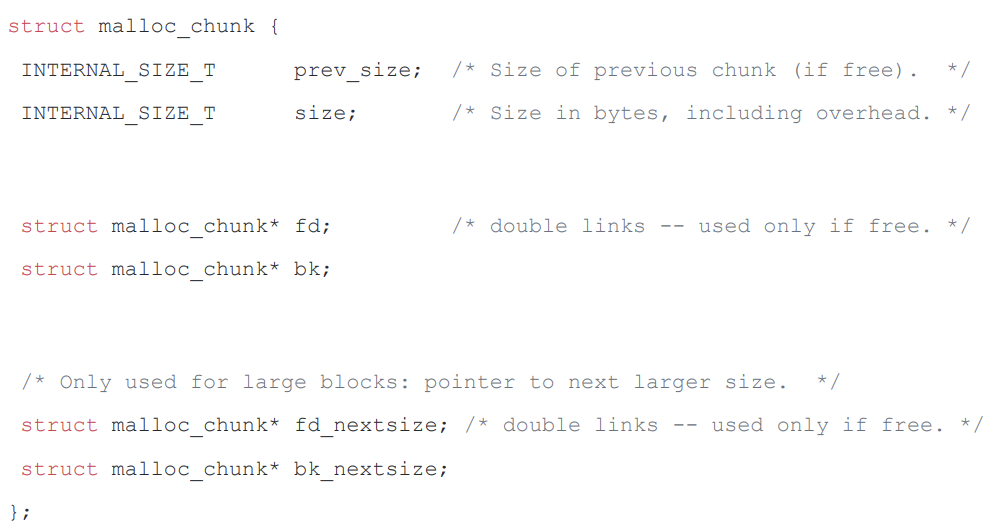 struct malloc_chunk {
INTERNAL_SIZE_T prev_size; /* Size of previous chunk (if free). */
INTERNAL_SIZE_T size; /* Size in bytes, including overhead. */
struct malloc_chunk* fd; /* double links -- used only if free. */
struct malloc_chunk* bk;
/* Only used for large blocks: pointer to next larger size. */
struct malloc_chunk* fd_nextsize; /* double links -- used only if free. */
struct malloc_chunk* bk_nextsize;
};